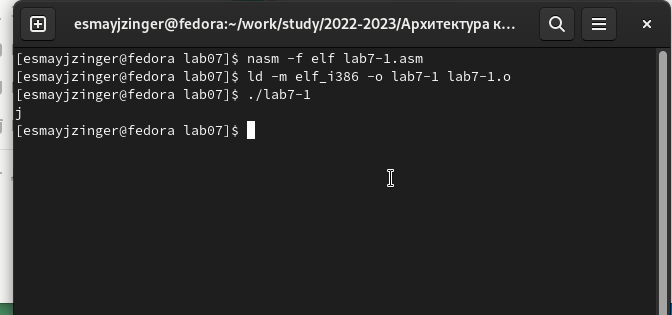 esmayjzinger@fedora:~/work/study/2022-2023/Архитектура к...
[esmayjzinger@fedora lab07]$ nasm -f elf lab7-1.asm
[esmayjzinger@fedora lab07]$ ld -m elf_i386 -o lab7-1 lab7-1.o
[esmayjzinger@fedora lab07]$ ./lab7-1
j
[esmayjzinger@fedora lab07]$